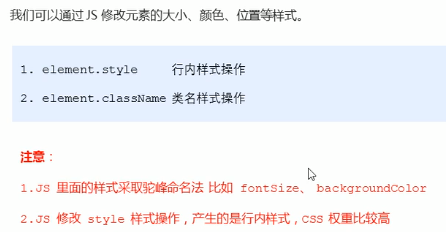 我们可以通过 JS 修改元素的大小、颜色、位置等样式。
1. element.style 行内样式操作
2. element.className 类名样式操作
注意：
1.JS 里面的样式采取驼峰命名法 比如 fontSize、 backgroundColor
2.JS 修改 style 样式操作，产生的是行内样式，CSS 权重比较高